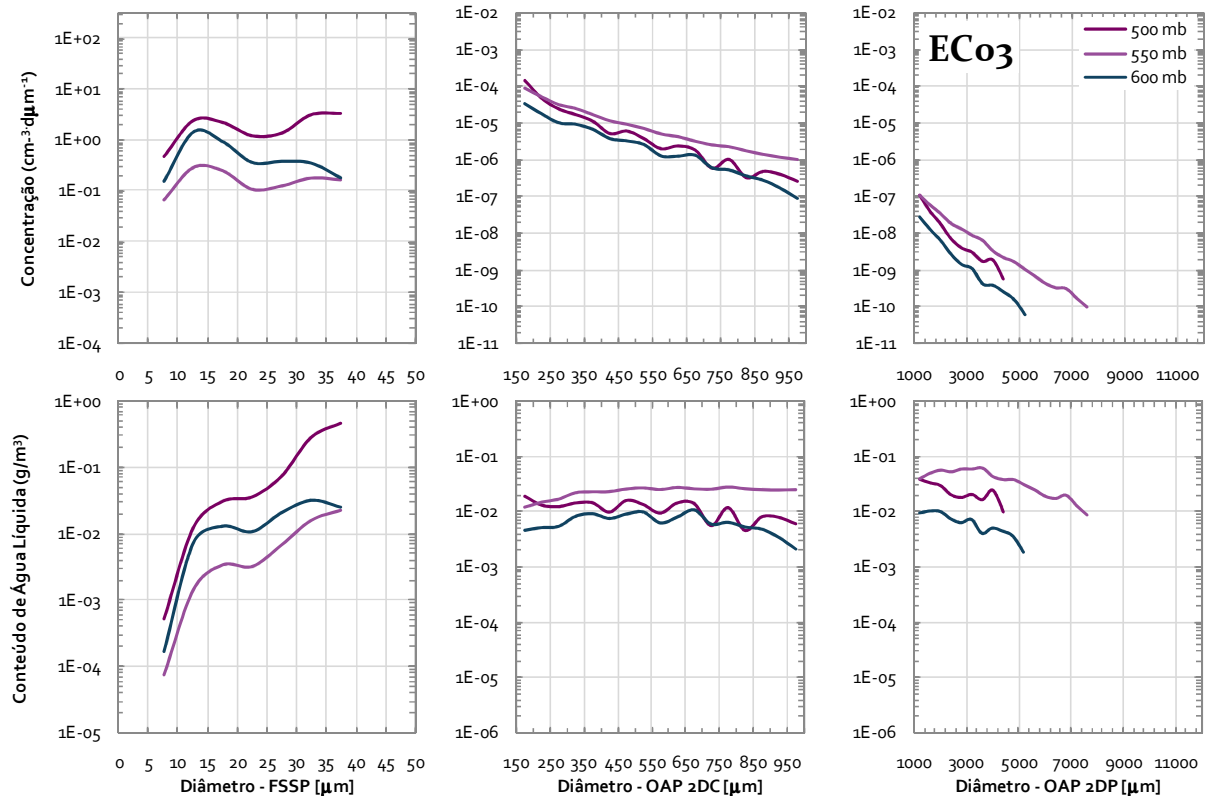 Concentração (cm-³·dµm⁻¹)
1E+02
1E+01
1E+00
1E-01
1E-02
1E-03
1E-04
0 5 10 15 20 25 30 35 40 45 50
1E-02
1E-03
1E-04
1E-05
1E-06
1E-07
1E-08
1E-09
1E-10
1E-11
150 250 350 450 550 650 750 850 950
1E-02
1E-03
1E-04
1E-05
1E-06
1E-07
1E-08
1E-09
1E-10
1E-11
1000 3000 5000 7000 9000 11000
EC03
500 mb
550 mb
600 mb
Conteúdo de Água Líquida (g/m³)
1E+00
1E-01
1E-02
1E-03
1E-04
1E-05
0 5 10 15 20 25 30 35 40 45 50
Diâmetro - FSSP [µm]
1E+00
1E-01
1E-02
1E-03
1E-04
1E-05
1E-06
150 250 350 450 550 650 750 850 950
Diâmetro - OAP 2DC [µm]
1E+00
1E-01
1E-02
1E-03
1E-04
1E-05
1E-06
1000 3000 5000 7000 9000 11000
Diâmetro - OAP 2DP [µm]